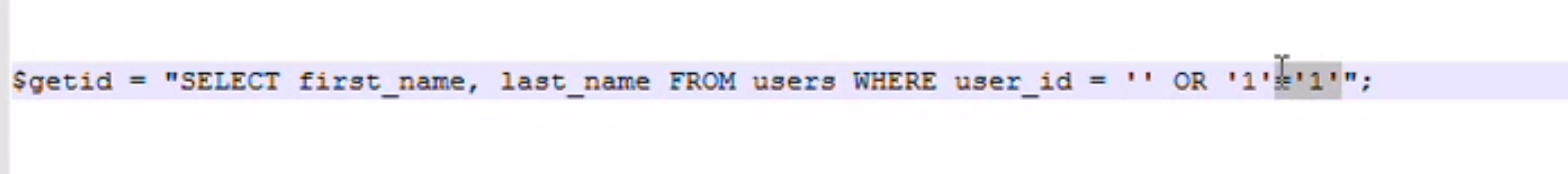 $getid = "SELECT first_name, last_name FROM users WHERE user_id = '' OR '1'='1'";